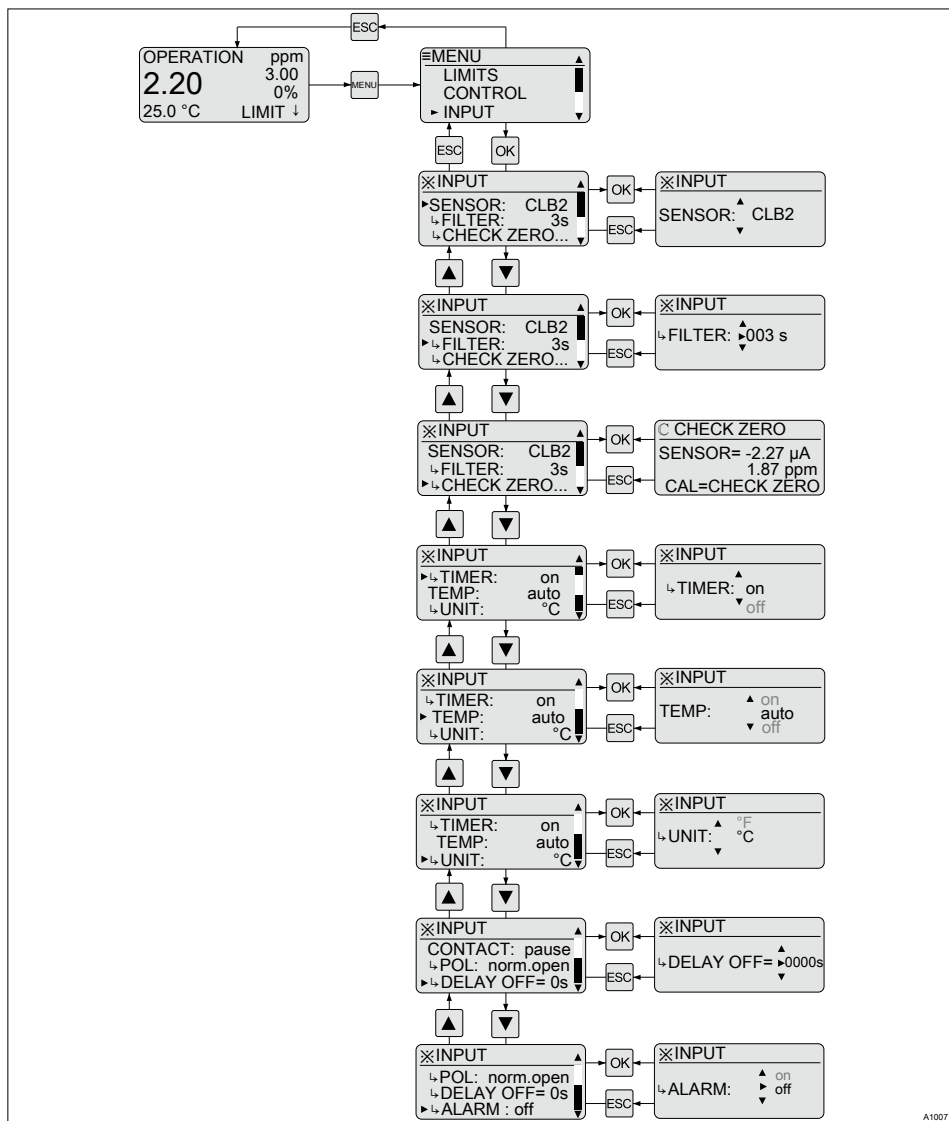 ESC
OPERATION ppm
2.20 3.00
0%
25.0 °C LIMIT ↓
MENU
≡MENU
LIMITS
CONTROL
▸ INPUT
ESC OK
※INPUT
▸SENSOR: CLB2
↳FILTER: 3s
↳CHECK ZERO...
OK
ESC
※INPUT
SENSOR: CLB2
▲ ▼
※INPUT
SENSOR: CLB2
▸↳FILTER: 3s
↳CHECK ZERO...
OK
ESC
※INPUT
↳FILTER: ▸003 s
▲ ▼
※INPUT
SENSOR: CLB2
↳FILTER: 3s
▸↳CHECK ZERO...
OK
ESC
ℂ CHECK ZERO
SENSOR= -2.27 µA
1.87 ppm
CAL=CHECK ZERO
▲ ▼
※INPUT
▸↳TIMER: on
TEMP: auto
↳UNIT: °C
OK
ESC
※INPUT
↳TIMER: on
off
▲ ▼
※INPUT
↳TIMER: on
▸ TEMP: auto
↳UNIT: °C
OK
ESC
※INPUT
on
TEMP: auto
off
▲ ▼
※INPUT
↳TIMER: on
TEMP: auto
▸↳UNIT: °C
OK
ESC
※INPUT
°F
↳UNIT: °C
▲ ▼
※INPUT
CONTACT: pause
↳POL: norm.open
▸↳DELAY OFF= 0s
OK
ESC
※INPUT
↳DELAY OFF= ▸0000s
▲ ▼
※INPUT
↳POL: norm.open
↳DELAY OFF= 0s
▸↳ALARM : off
OK
ESC
※INPUT
on
↳ALARM: ▸ off
A1007